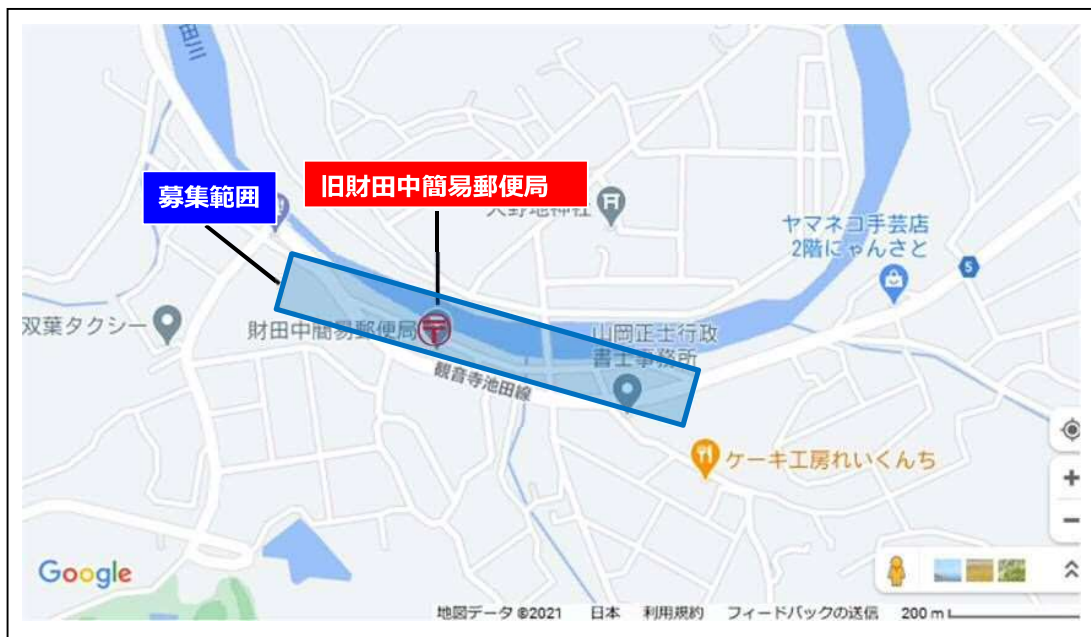 田川
募集範囲
旧財田中簡易郵便局
天野地神社
ヤマネコ手芸店
2階にゃんさと
5
双葉タクシー
財田中簡易郵便局
山岡正士行政
書士事務所
観音寺池田線
ケーキ工房れいくんち
Google
地図データ ©2021 日本 利用規約 フィードバックの送信 200 m